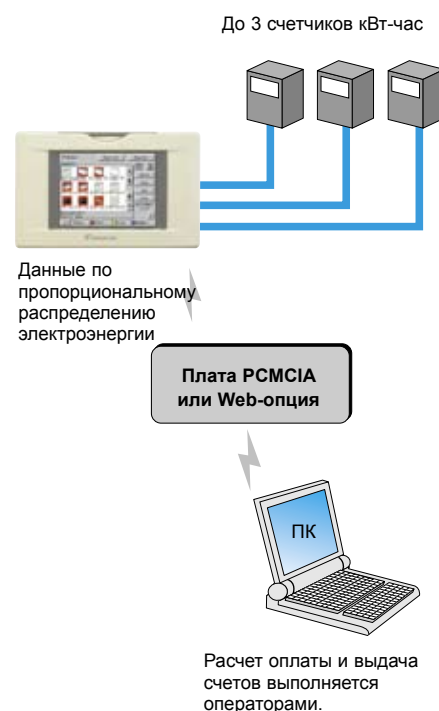 До 3 счетчиков кВт-час
Данные по
пропорциональному
распределению
электроэнергии
Плата PCMCIA
или Web-опция
ПК
Расчет оплаты и выдача
счетов выполняется
операторами.